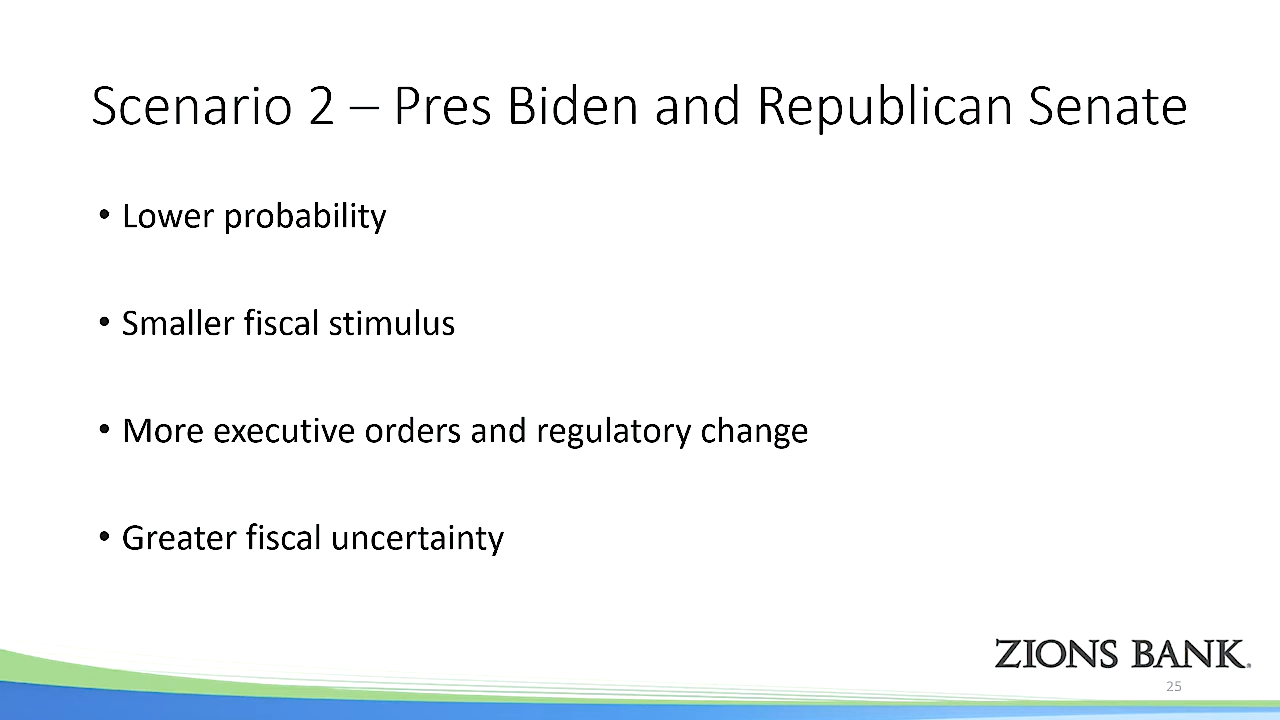 Scenario 2 – Pres Biden and Republican Senate
• Lower probability
• Smaller fiscal stimulus
• More executive orders and regulatory change
• Greater fiscal uncertainty
ZIONS BANK®
25